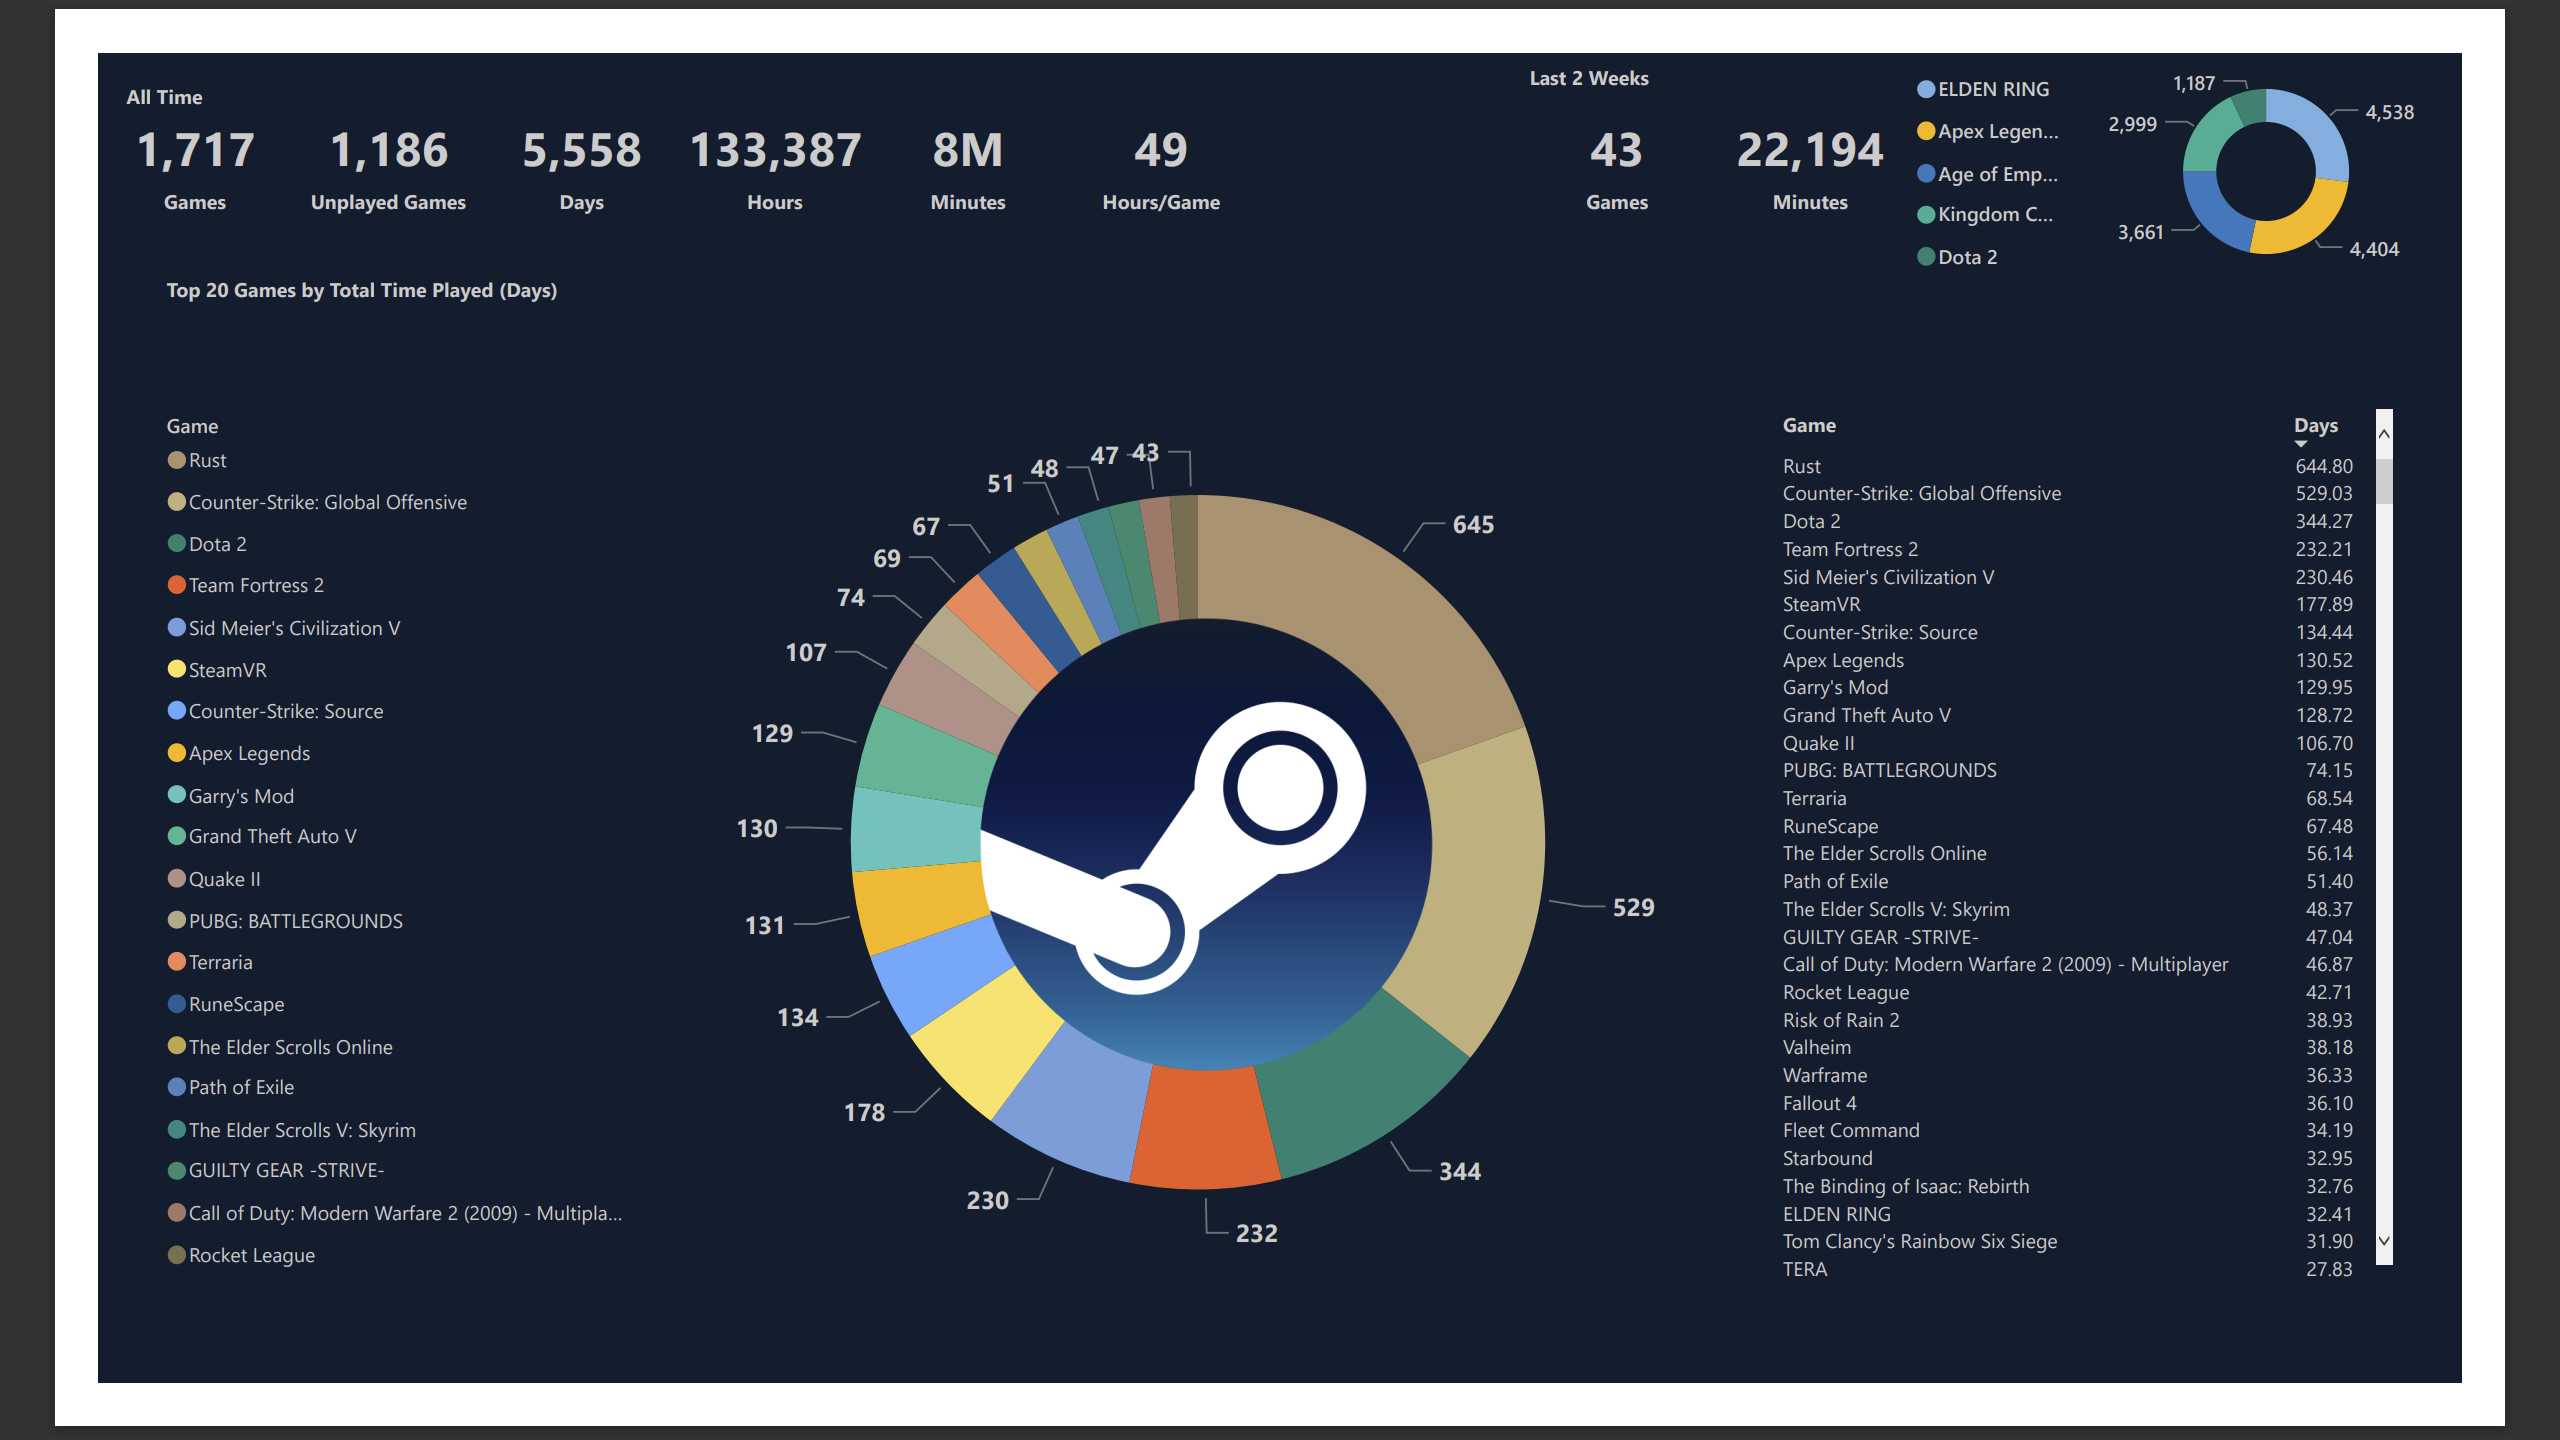 All Time
1,717
Games
1,186
Unplayed Games
5,558
Days
133,387
Hours
8M
Minutes
49
Hours/Game
Last 2 Weeks
43
Games
22,194
Minutes
ELDEN RING
Apex Legen...
Age of Emp...
Kingdom C...
Dota 2
1,187
4,538
2,999
3,661
4,404
Top 20 Games by Total Time Played (Days)
Game
Rust
Counter-Strike: Global Offensive
Dota 2
Team Fortress 2
Sid Meier's Civilization V
SteamVR
Counter-Strike: Source
Apex Legends
Garry's Mod
Grand Theft Auto V
Quake II
PUBG: BATTLEGROUNDS
Terraria
RuneScape
The Elder Scrolls Online
Path of Exile
The Elder Scrolls V: Skyrim
GUILTY GEAR -STRIVE-
Call of Duty: Modern Warfare 2 (2009) - Multipla...
Rocket League
645
529
344
232
230
178
134
131
130
129
107
74
69
67
51
48
47
43
Game Days
Rust 644.80
Counter-Strike: Global Offensive 529.03
Dota 2 344.27
Team Fortress 2 232.21
Sid Meier's Civilization V 230.46
SteamVR 177.89
Counter-Strike: Source 134.44
Apex Legends 130.52
Garry's Mod 129.95
Grand Theft Auto V 128.72
Quake II 106.70
PUBG: BATTLEGROUNDS 74.15
Terraria 68.54
RuneScape 67.48
The Elder Scrolls Online 56.14
Path of Exile 51.40
The Elder Scrolls V: Skyrim 48.37
GUILTY GEAR -STRIVE- 47.04
Call of Duty: Modern Warfare 2 (2009) - Multiplayer 46.87
Rocket League 42.71
Risk of Rain 2 38.93
Valheim 38.18
Warframe 36.33
Fallout 4 36.10
Fleet Command 34.19
Starbound 32.95
The Binding of Isaac: Rebirth 32.76
ELDEN RING 32.41
Tom Clancy's Rainbow Six Siege 31.90
TERA 27.83